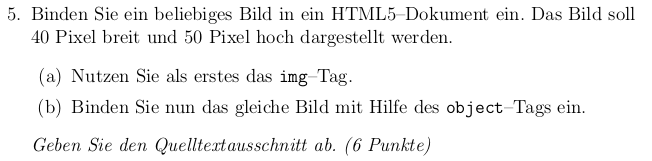 5. Binden Sie ein beliebiges Bild in ein HTML5–Dokument ein. Das Bild soll
40 Pixel breit und 50 Pixel hoch dargestellt werden.
(a) Nutzen Sie als erstes das img–Tag.
(b) Binden Sie nun das gleiche Bild mit Hilfe des object–Tags ein.
Geben Sie den Quelltextausschnitt ab. (6 Punkte)